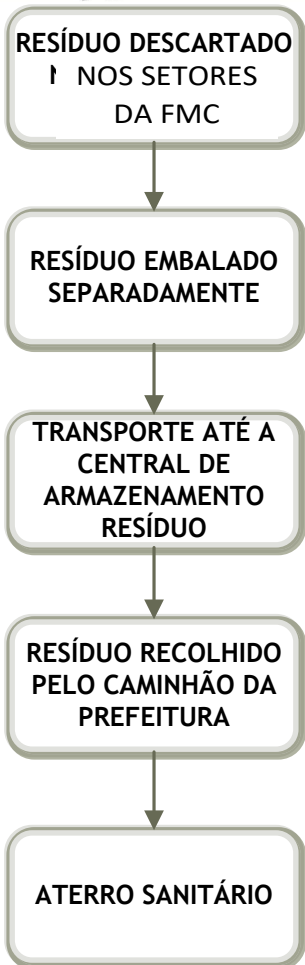 RESÍDUO DESCARTADO
NOS SETORES
DA FMC
RESÍDUO EMBALADO
SEPARADAMENTE
TRANSPORTE ATÉ A
CENTRAL DE
ARMAZENAMENTO
RESÍDUO
RESÍDUO RECOLHIDO
PELO CAMINHÃO DA
PREFEITURA
ATERRO SANITÁRIO